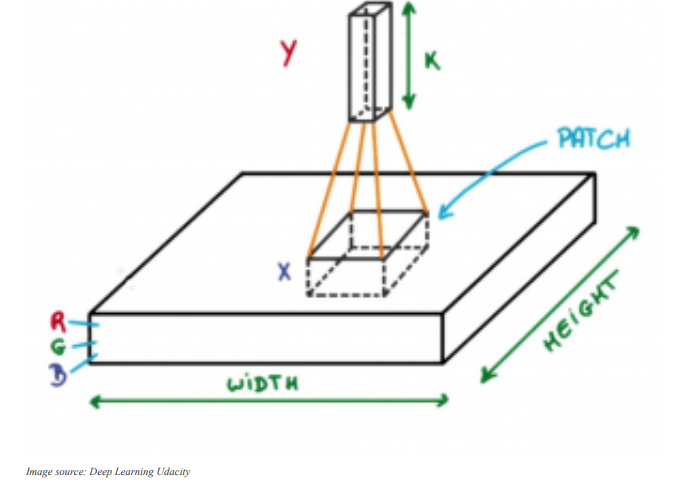 Y
K
PATCH
X
R
G
B
HEIGHT
WIDTH
Image source: Deep Learning Udacity